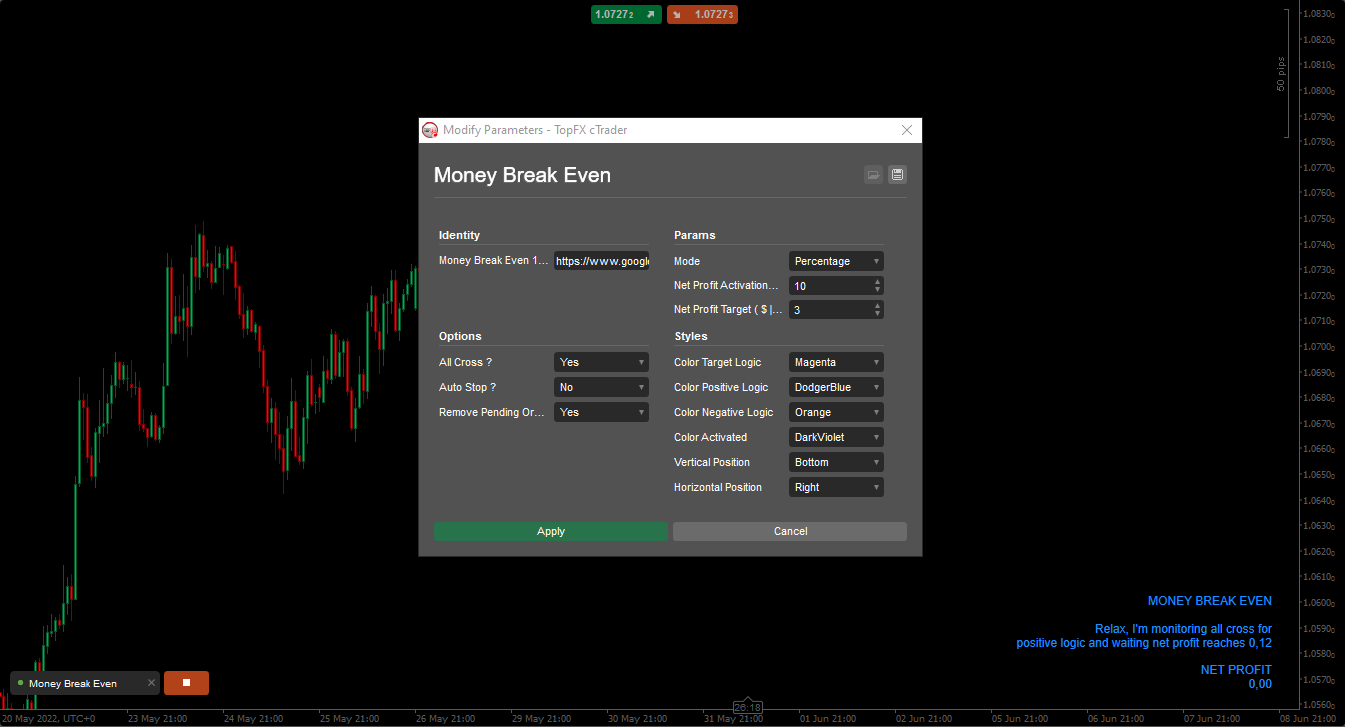 1.07272
1.07273
1.08300
1.08200
50 pips
1.08100
1.08000
1.07900
1.07800
1.07700
1.07600
1.07500
1.07400
1.07300
1.07200
1.07100
1.07000
1.06900
1.06800
1.06700
1.06600
1.06500
1.06400
1.06300
1.06200
1.06100
1.06000
1.05900
1.05800
1.05700
1.05600
Modify Parameters - TopFX cTrader
Money Break Even
Identity
Money Break Even 1... https://www.googl
Params
Mode Percentage
Net Profit Activation... 10
Net Profit Target ( $ |... 3
Options
All Cross ? Yes
Auto Stop ? No
Remove Pending Or... Yes
Styles
Color Target Logic Magenta
Color Positive Logic DodgerBlue
Color Negative Logic Orange
Color Activated DarkViolet
Vertical Position Bottom
Horizontal Position Right
Apply Cancel
MONEY BREAK EVEN
Relax, I'm monitoring all cross for
positive logic and waiting net profit reaches 0,12
NET PROFIT
0,00
Money Break Even
26:18
20 May 2022, UTC+0 23 May 21:00 24 May 21:00 25 May 21:00 26 May 21:00 29 May 21:00 30 May 21:00 31 May 21:00 01 Jun 21:00 02 Jun 21:00 05 Jun 21:00 06 Jun 21:00 07 Jun 21:00 08 Jun 21:00